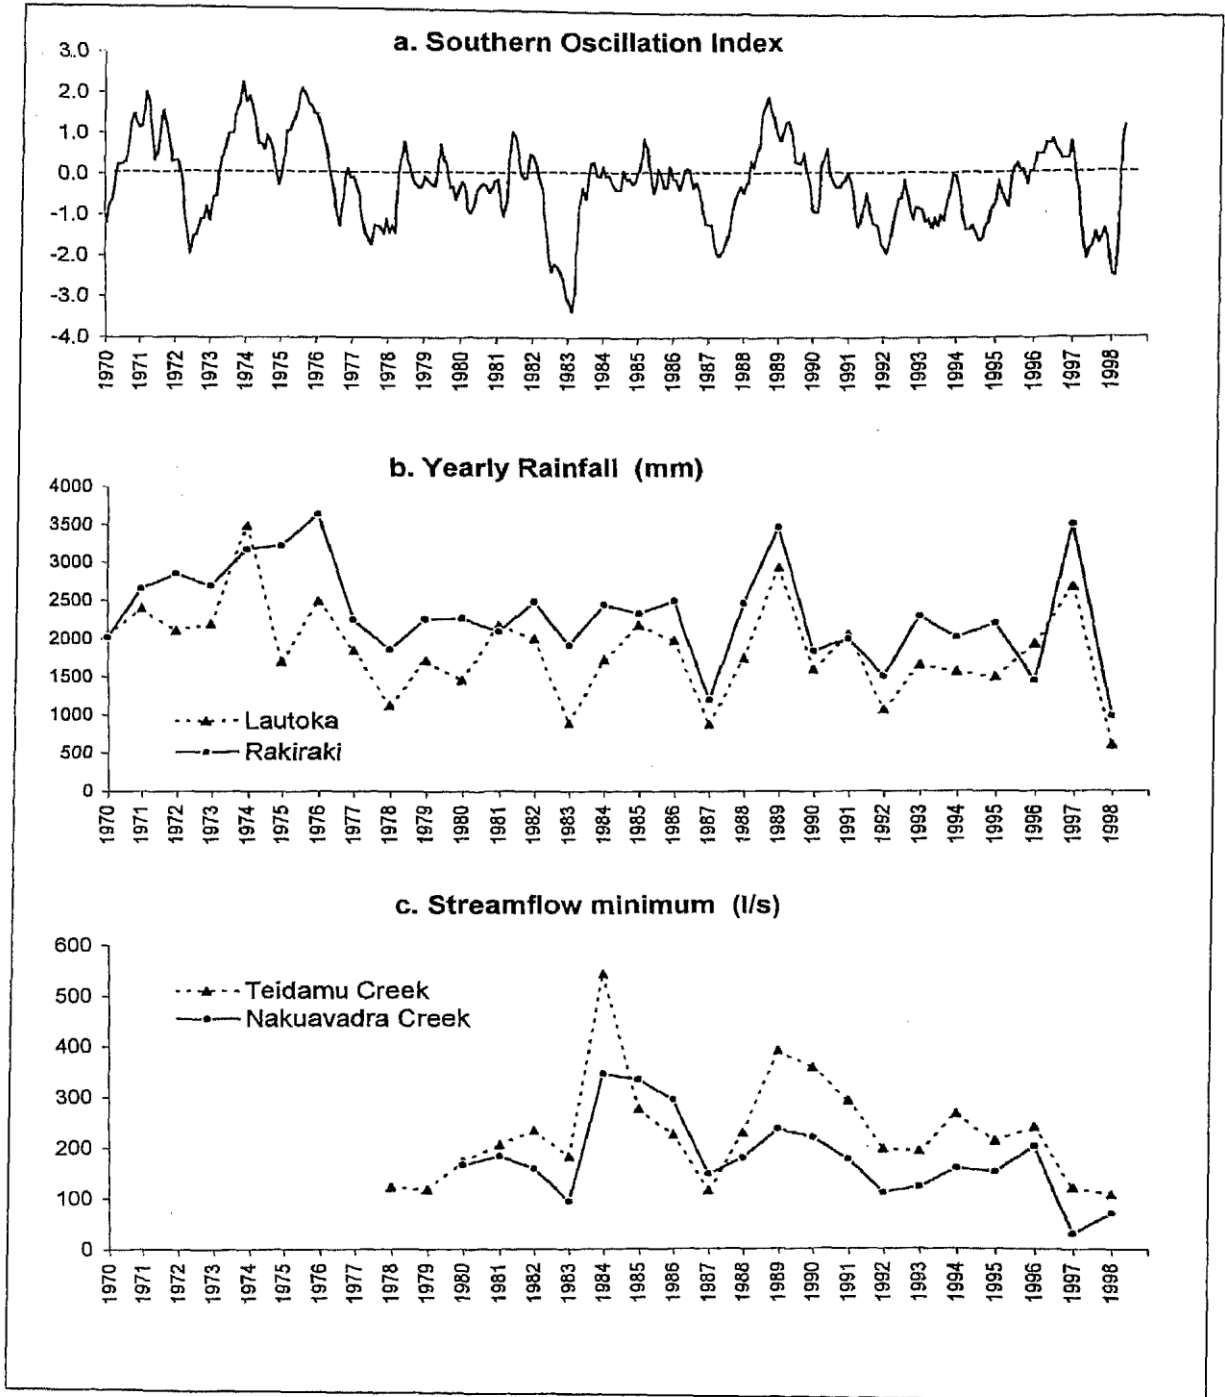 a. Southern Oscillation Index
3.0
2.0
1.0
0.0
-1.0
-2.0
-3.0
-4.0
1970 1971 1972 1973 1974 1975 1976 1977 1978 1979 1980 1981 1982 1983 1984 1985 1986 1987 1988 1989 1990 1991 1992 1993 1994 1995 1996 1997 1998
b. Yearly Rainfall (mm)
4000
3500
3000
2500
2000
1500
1000
500
0
Lautoka
Rakiraki
1970 1971 1972 1973 1974 1975 1976 1977 1978 1979 1980 1981 1982 1983 1984 1985 1986 1987 1988 1989 1990 1991 1992 1993 1994 1995 1996 1997 1998
c. Streamflow minimum (l/s)
600
500
400
300
200
100
0
Teidamu Creek
Nakuavadra Creek
1970 1971 1972 1973 1974 1975 1976 1977 1978 1979 1980 1981 1982 1983 1984 1985 1986 1987 1988 1989 1990 1991 1992 1993 1994 1995 1996 1997 1998